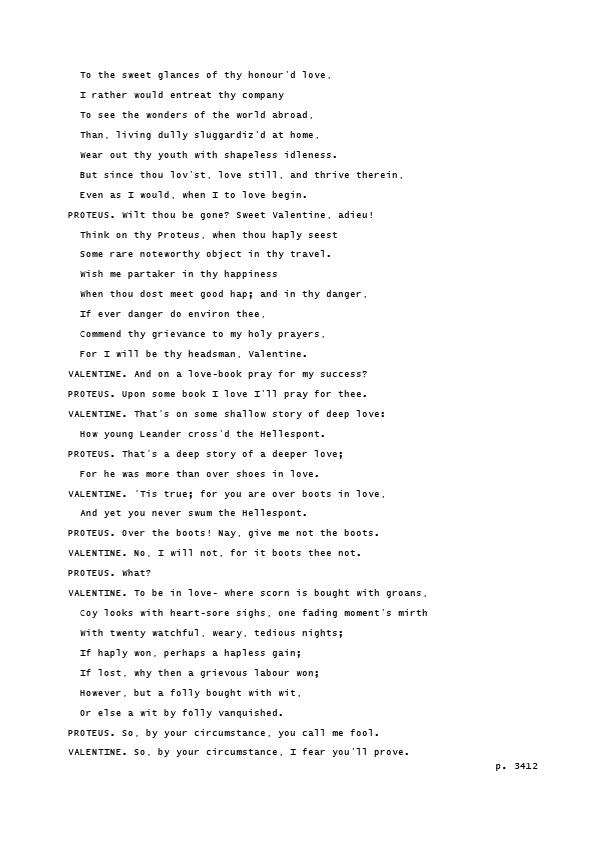 To the sweet glances of thy honour'd love,
I rather would entreat thy company
To see the wonders of the world abroad,
Than, living dully sluggardiz'd at home,
Wear out thy youth with shapeless idleness.
But since thou lov'st, love still, and thrive therein,
Even as I would, when I to love begin.
PROTEUS. Wilt thou be gone? Sweet Valentine, adieu!
Think on thy Proteus, when thou haply seest
Some rare noteworthy object in thy travel.
Wish me partaker in thy happiness
When thou dost meet good hap; and in thy danger,
If ever danger do environ thee,
Commend thy grievance to my holy prayers,
For I will be thy headsman, Valentine.
VALENTINE. And on a love-book pray for my success?
PROTEUS. Upon some book I love I'll pray for thee.
VALENTINE. That's on some shallow story of deep love:
How young Leander cross'd the Hellespont.
PROTEUS. That's a deep story of a deeper love;
For he was more than over shoes in love.
VALENTINE. 'Tis true; for you are over boots in love,
And yet you never swum the Hellespont.
PROTEUS. Over the boots! Nay, give me not the boots.
VALENTINE. No, I will not, for it boots thee not.
PROTEUS. What?
VALENTINE. To be in love- where scorn is bought with groans,
Coy looks with heart-sore sighs, one fading moment's mirth
With twenty watchful, weary, tedious nights;
If haply won, perhaps a hapless gain;
If lost, why then a grievous labour won;
However, but a folly bought with wit,
Or else a wit by folly vanquished.
PROTEUS. So, by your circumstance, you call me fool.
VALENTINE. So, by your circumstance, I fear you'll prove.
p. 3412